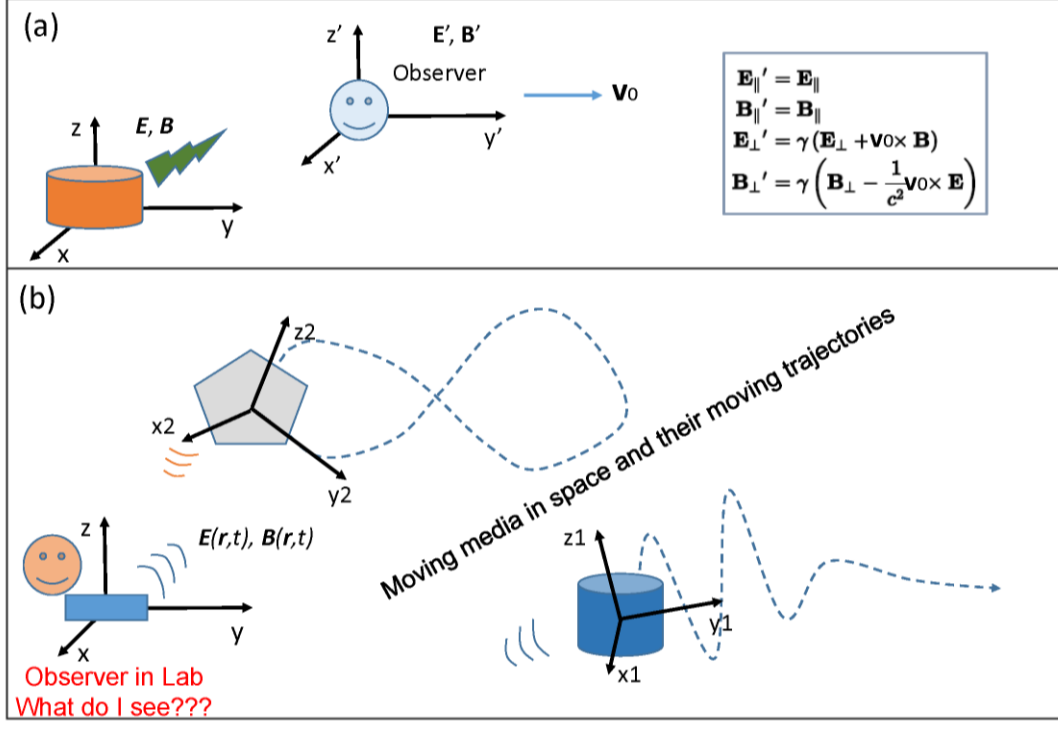 (a)
z′
E′, B′
Observer
V0
y′
x′
z
E, B
y
x
E∥′ = E∥
B∥′ = B∥
E⊥′ = γ(E⊥ +v0× B)
B⊥′ = γ(B⊥ − 1/c² v0× E)
(b)
z2
x2
y2
Moving media in space and their moving trajectories
z
E(r,t), B(r,t)
y
x
Observer in Lab
What do I see???
z1
y1
x1